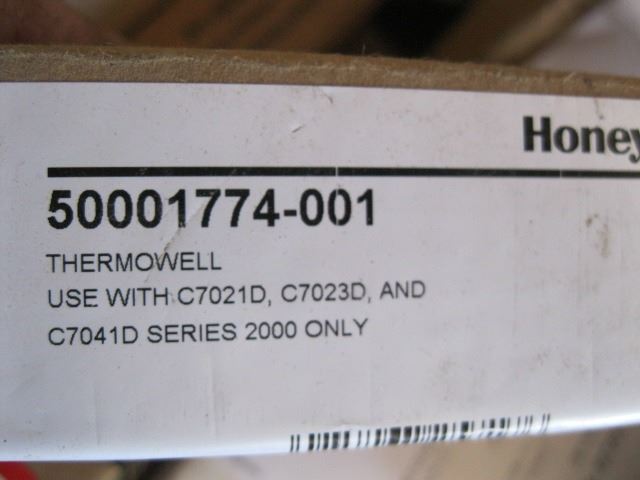 Honey
50001774-001
THERMOWELL
USE WITH C7021D, C7023D, AND
C7041D SERIES 2000 ONLY